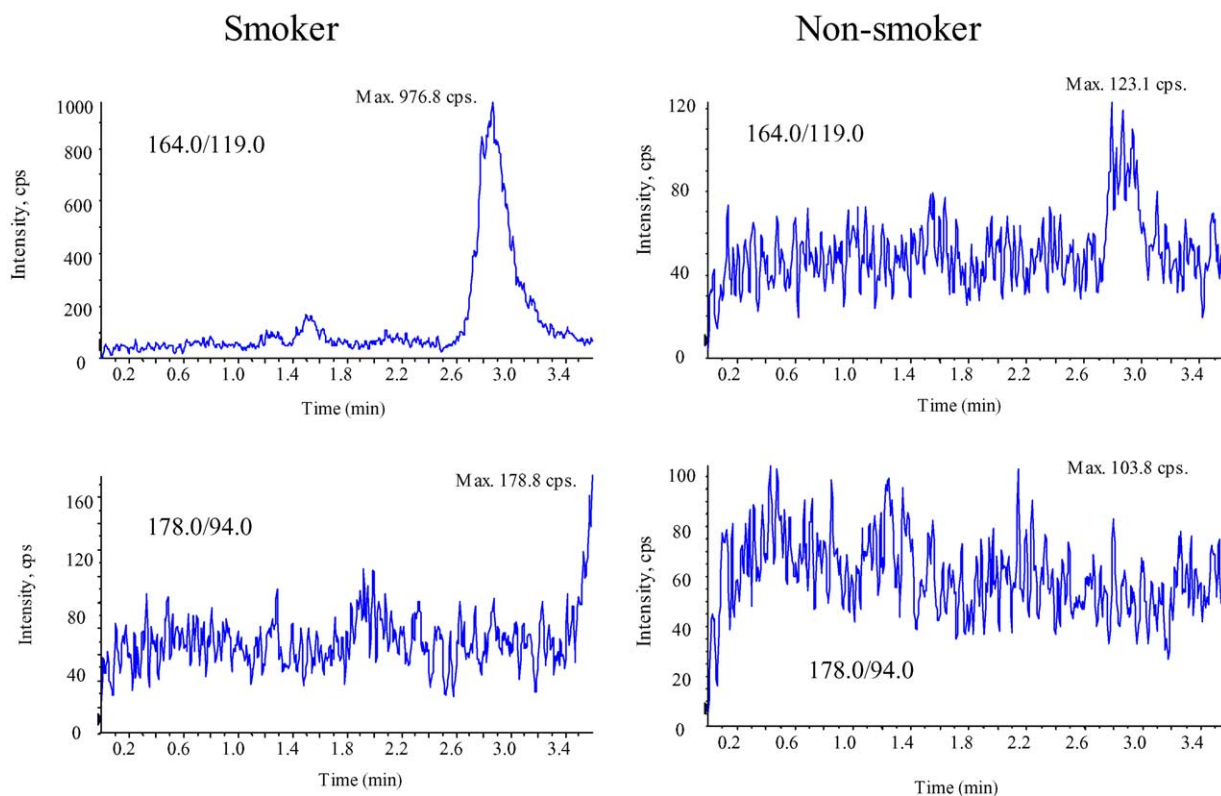 Smoker
Non-smoker
Max. 976.8 cps.
164.0/119.0
Intensity, cps
1000
800
600
400
200
0
0.2 0.6 1.0 1.4 1.8 2.2 2.6 3.0 3.4
Time (min)
Max. 123.1 cps.
164.0/119.0
Intensity, cps
120
80
40
0
0.2 0.6 1.0 1.4 1.8 2.2 2.6 3.0 3.4
Time (min)
Max. 178.8 cps.
178.0/94.0
Intensity, cps
160
120
80
40
0
0.2 0.6 1.0 1.4 1.8 2.2 2.6 3.0 3.4
Time (min)
Max. 103.8 cps.
Intensity, cps
100
80
60
40
20
0
178.0/94.0
0.2 0.6 1.0 1.4 1.8 2.2 2.6 3.0 3.4
Time (min)